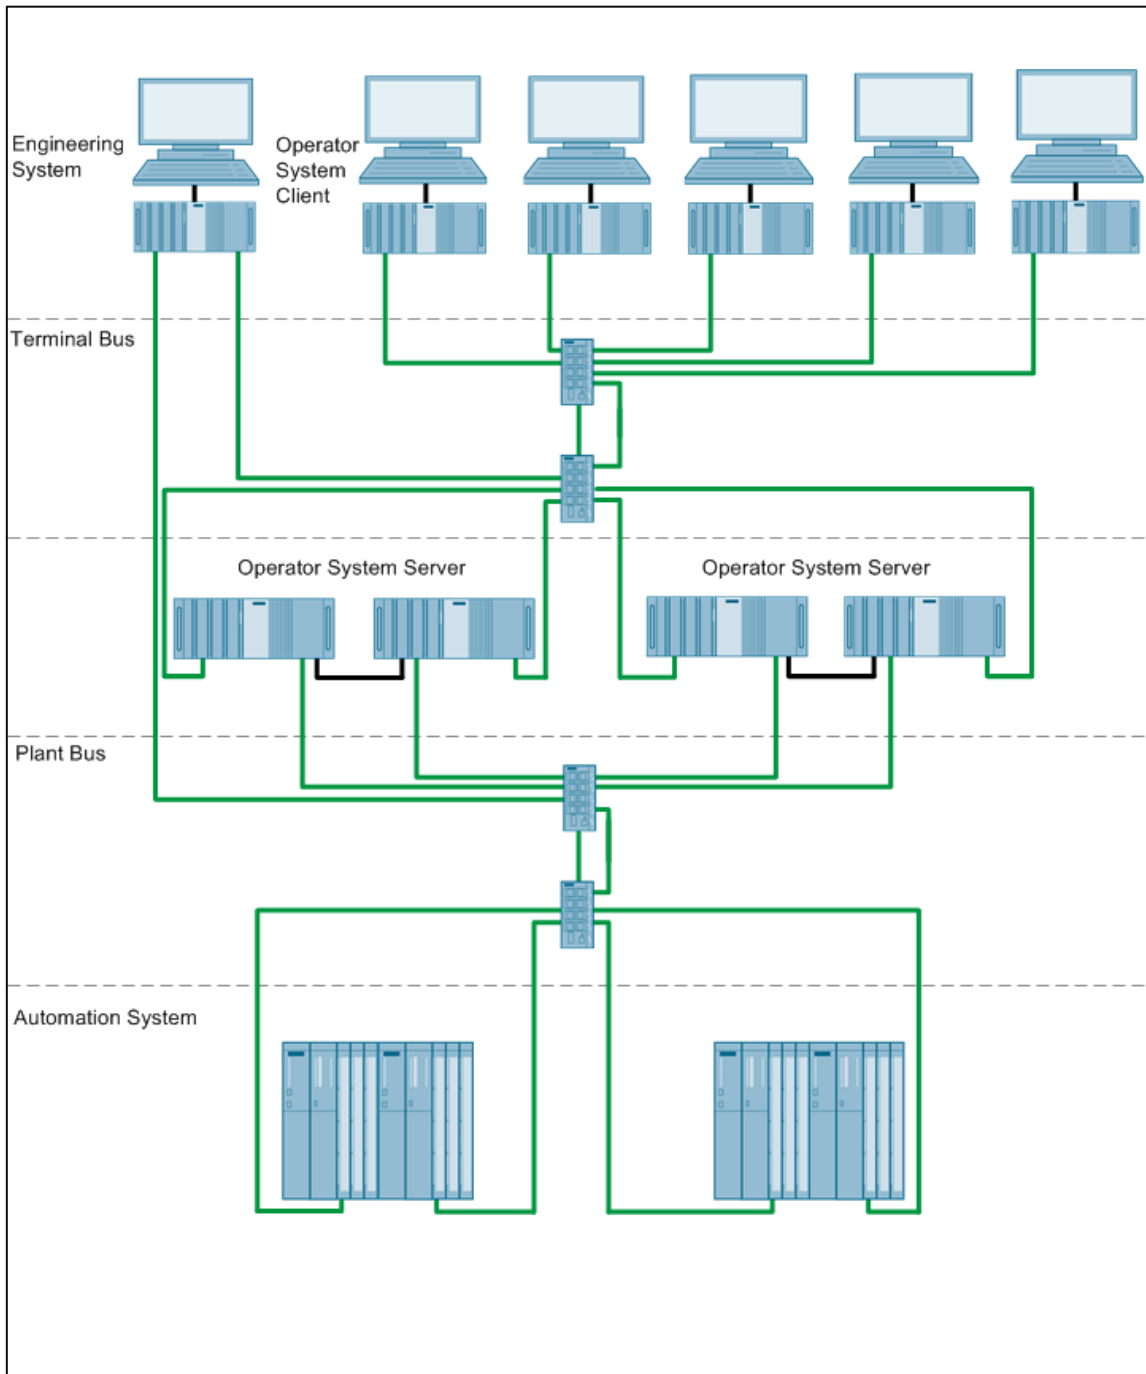 Engineering
System
Operator
System
Client
Terminal Bus
Operator System Server
Operator System Server
Plant Bus
Automation System